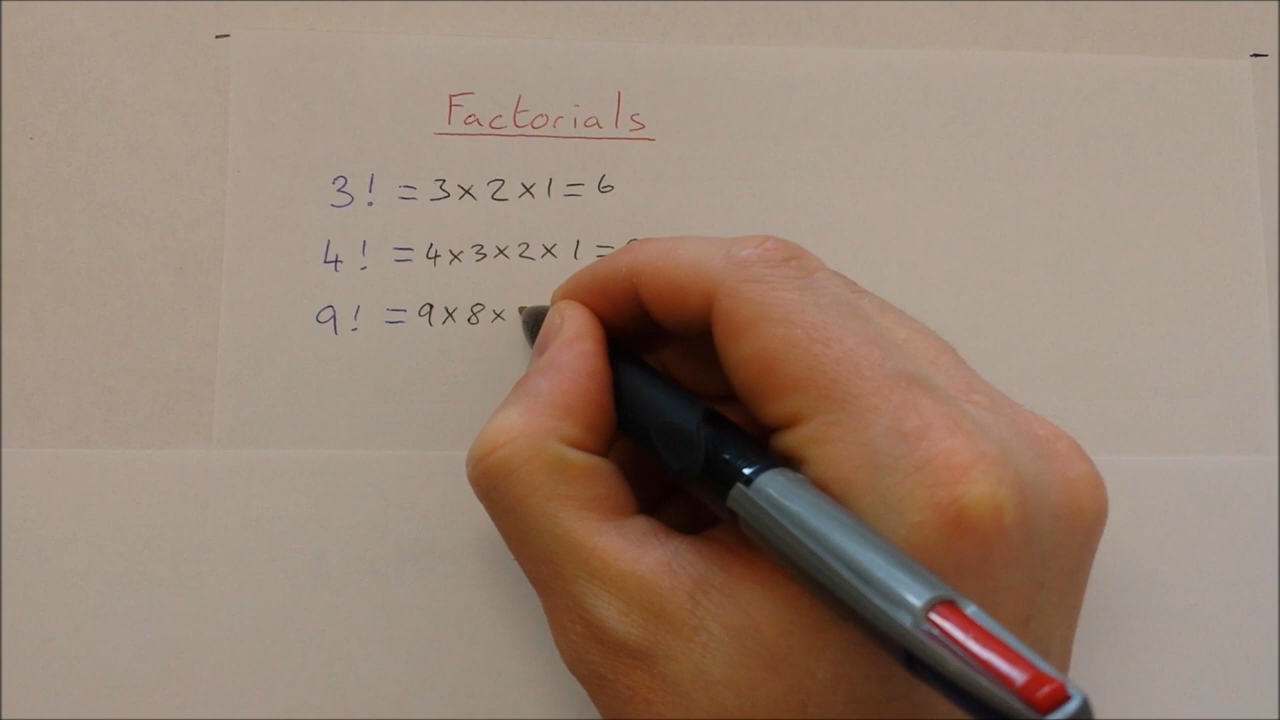 Factorials
3! = 3 × 2 × 1 = 6
4! = 4 × 3 × 2 × 1 =
9! = 9 × 8 ×